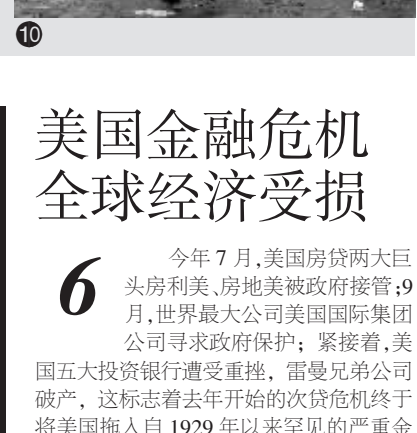 10
美国金融危机
全球经济受损
6
今年 7 月,美国房贷两大巨
头房利美、房地美被政府接管;9
月,世界最大公司美国国际集团
公司寻求政府保护；紧接着,美
国五大投资银行遭受重挫，雷曼兄弟公司
破产，这标志着去年开始的次贷危机终于
将美国拖入自 1929 年以来罕见的严重金